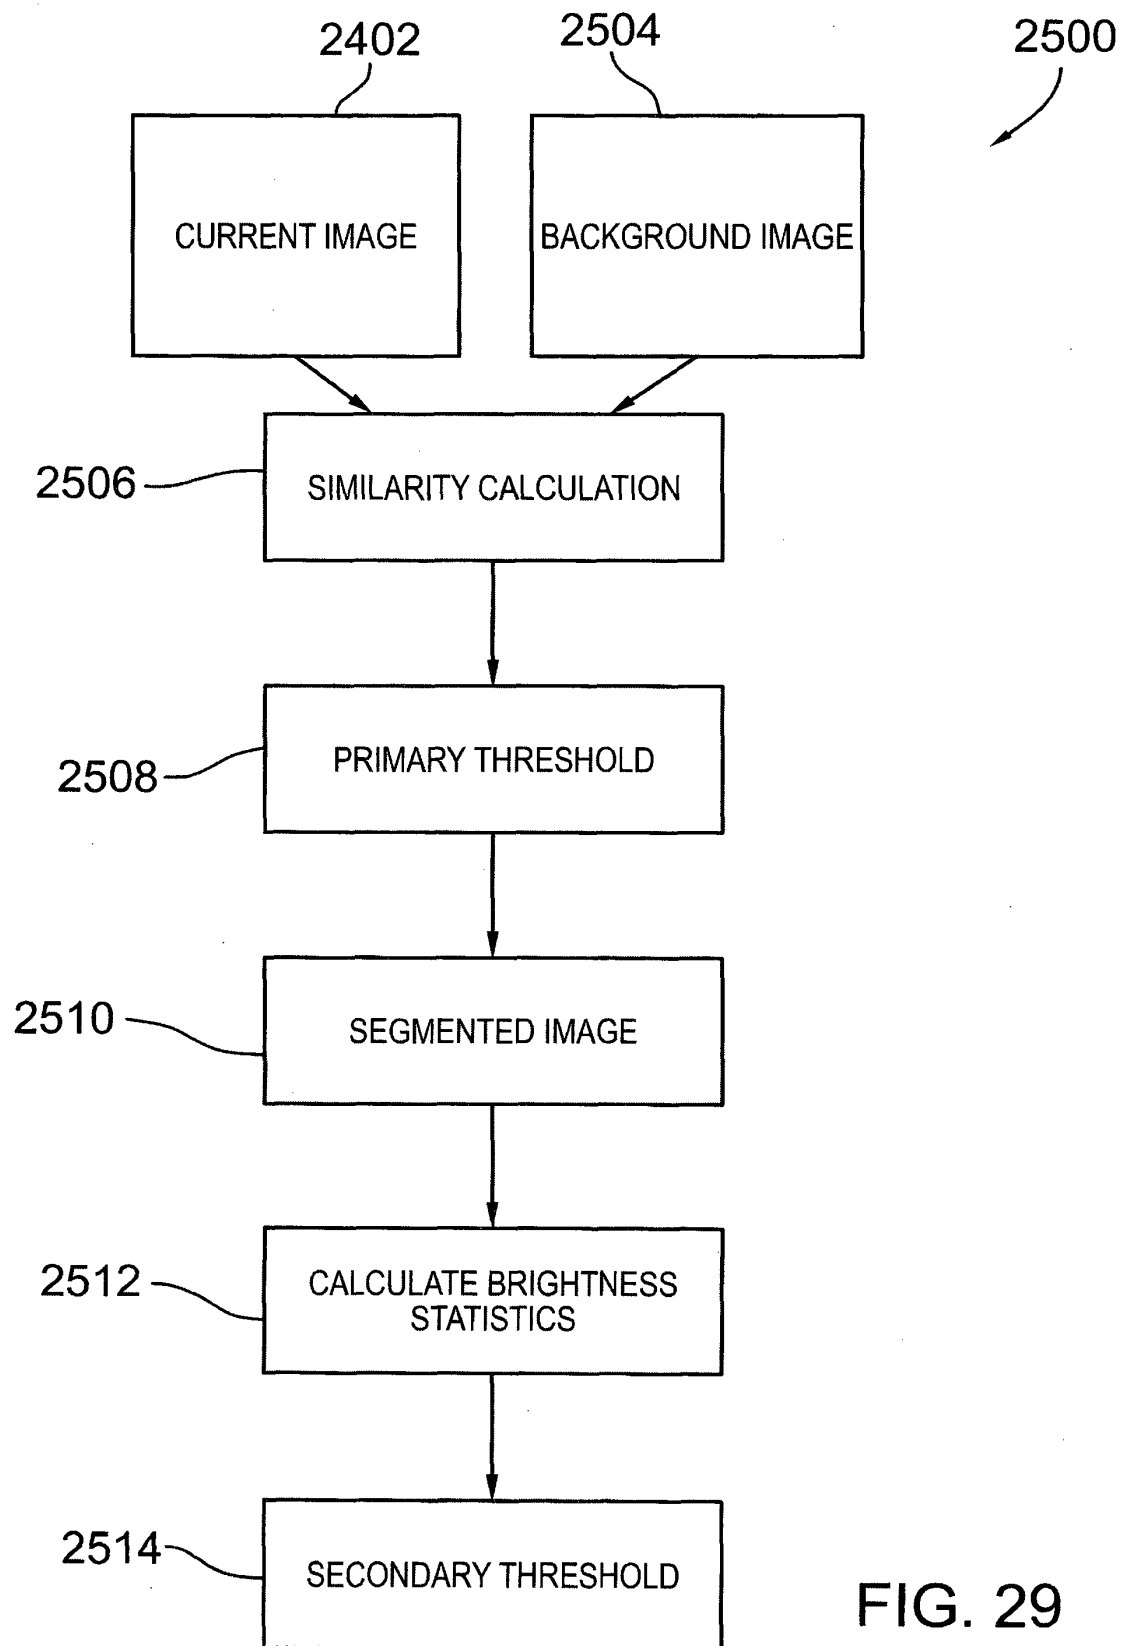 2402
2504
2500
CURRENT IMAGE
BACKGROUND IMAGE
2506
SIMILARITY CALCULATION
2508
PRIMARY THRESHOLD
2510
SEGMENTED IMAGE
2512
CALCULATE BRIGHTNESS
STATISTICS
2514
SECONDARY THRESHOLD
FIG. 29